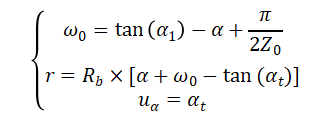 ω₀ = tan (α₁) − α + π/2Z₀
r = R_b × [α + ω₀ − tan (α_t)]
u_α = α_t